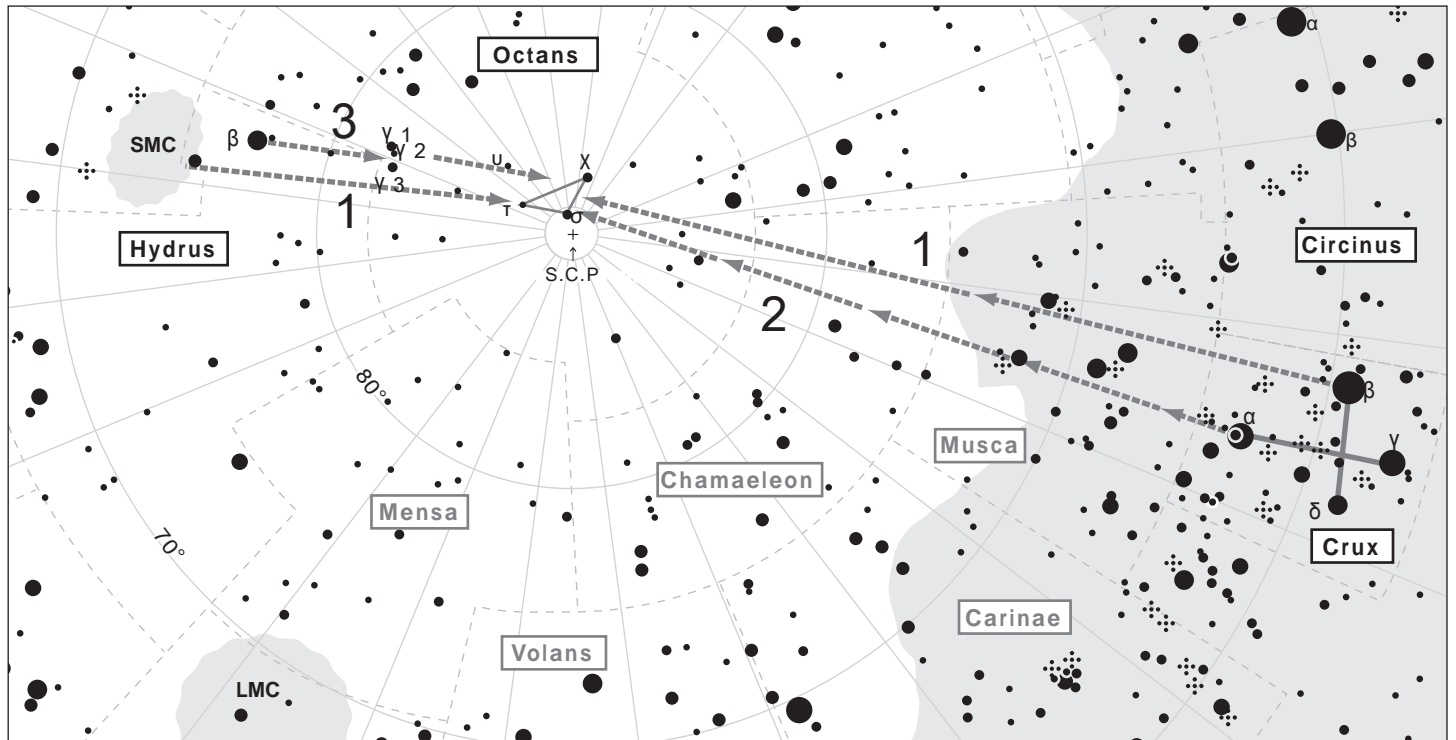 Octans
α
3
γ 1
β
γ 2
SMC
υ
χ
β
γ 3
1
τ
σ
Hydrus
+
1
Circinus
↑
S.C.P
2
80°
β
α
Musca
γ
Chamaeleon
Mensa
δ
70°
Crux
Carinae
Volans
LMC